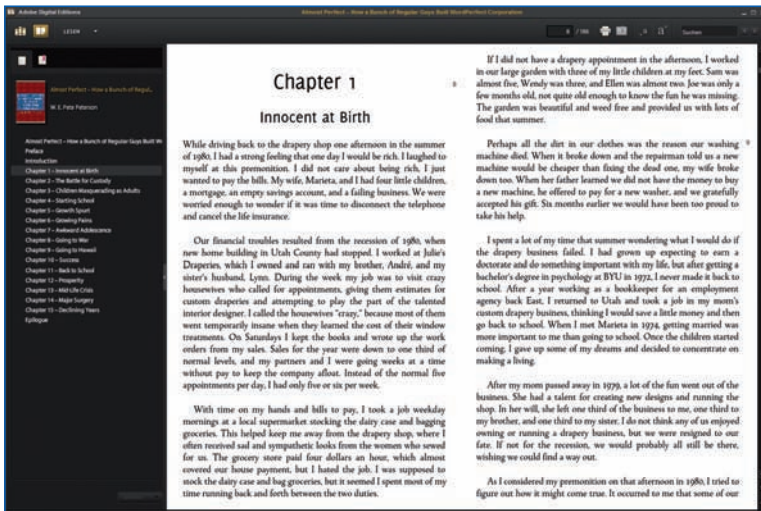 Adobe Digital Editions
Almost Perfect – How a Bunch of Regular Guys Built WordPerfect Corporation
LESEN
8 / 186
Suchen
Almost Perfect – How a Bunch of Regul...
W. E. Pete Peterson
Almost Perfect – How a Bunch of Regular Guys Built W
Preface
Introduction
Chapter 1 – Innocent at Birth
Chapter 2 – The Battle for Custody
Chapter 3 – Children Masquerading as Adults
Chapter 4 – Starting School
Chapter 5 – Growth Spurt
Chapter 6 – Growing Pains
Chapter 7 – Awkward Adolescence
Chapter 8 – Going to War
Chapter 9 – Going to Hawaii
Chapter 10 – Success
Chapter 11 – Back to School
Chapter 12 – Prosperity
Chapter 13 – Mid-Life Crisis
Chapter 14 – Major Surgery
Chapter 15 – Declining Years
Epilogue
Chapter 1
Innocent at Birth
While driving back to the drapery shop one afternoon in the summer
of 1980, I had a strong feeling that one day I would be rich. I laughed to
myself at this premonition. I did not care about being rich, I just
wanted to pay the bills. My wife, Marieta, and I had four little children,
a mortgage, an empty savings account, and a failing business. We were
worried enough to wonder if it was time to disconnect the telephone
and cancel the life insurance.
Our financial troubles resulted from the recession of 1980, when
new home building in Utah County had stopped. I worked at Julie's
Draperies, which I owned and ran with my brother, André, and my
sister's husband, Lynn. During the week my job was to visit crazy
housewives who called for appointments, giving them estimates for
custom draperies and attempting to play the part of the talented
interior designer. I called the housewives "crazy," because most of them
went temporarily insane when they learned the cost of their window
treatments. On Saturdays I kept the books and wrote up the work
orders from my sales. Sales for the year were down to one third of
normal levels, and my partners and I were going weeks at a time
without pay to keep the company afloat. Instead of the normal five
appointments per day, I had only five or six per week.
With time on my hands and bills to pay, I took a job weekday
mornings at a local supermarket stocking the dairy case and bagging
groceries. This helped keep me away from the drapery shop, where I
often received sad and sympathetic looks from the women who sewed
for us. The grocery store paid four dollars an hour, which almost
covered our house payment, but I hated the job. I was supposed to
stock the dairy case and bag groceries, but it seemed I spent most of my
time running back and forth between the two duties.
If I did not have a drapery appointment in the afternoon, I worked
in our large garden with three of my little children at my feet. Sam was
almost five, Wendy was three, and Ellen was almost two. Joe was only a
few months old, not quite old enough to know the fun he was missing.
The garden was beautiful and weed free and provided us with lots of
food that summer.
Perhaps all the dirt in our clothes was the reason our washing
machine died. When it broke down and the repairman told us a new
machine would be cheaper than fixing the dead one, my wife broke
down too. When her father learned we did not have the money to buy
a new machine, he offered to pay for a new washer, and we gratefully
accepted his gift. Six months earlier we would have been too proud to
take his help.
I spent a lot of my time that summer wondering what I would do if
the drapery business failed. I had grown up expecting to earn a
doctorate and do something important with my life, but after getting a
bachelor's degree in psychology at BYU in 1972, I never made it back to
school. After a year working as a bookkeeper for an employment
agency back East, I returned to Utah and took a job in my mom's
custom drapery business, thinking I would save a little money and then
go back to school. When I met Marieta in 1974, getting married was
more important to me than going to school. Once the children started
coming, I gave up some of my dreams and decided to concentrate on
making a living.
After my mom passed away in 1979, a lot of the fun went out of the
business. She had a talent for creating new designs and running the
shop. In her will, she left one third of the business to me, one third to
my brother, and one third to my sister. I do not think any of us enjoyed
owning or running a drapery business, but we were resigned to our
fate. If not for the recession, we would probably all still be there,
wishing we could find a way out.
As I considered my premonition on that afternoon in 1980, I tried to
figure out how it might come true. It occurred to me that some of our